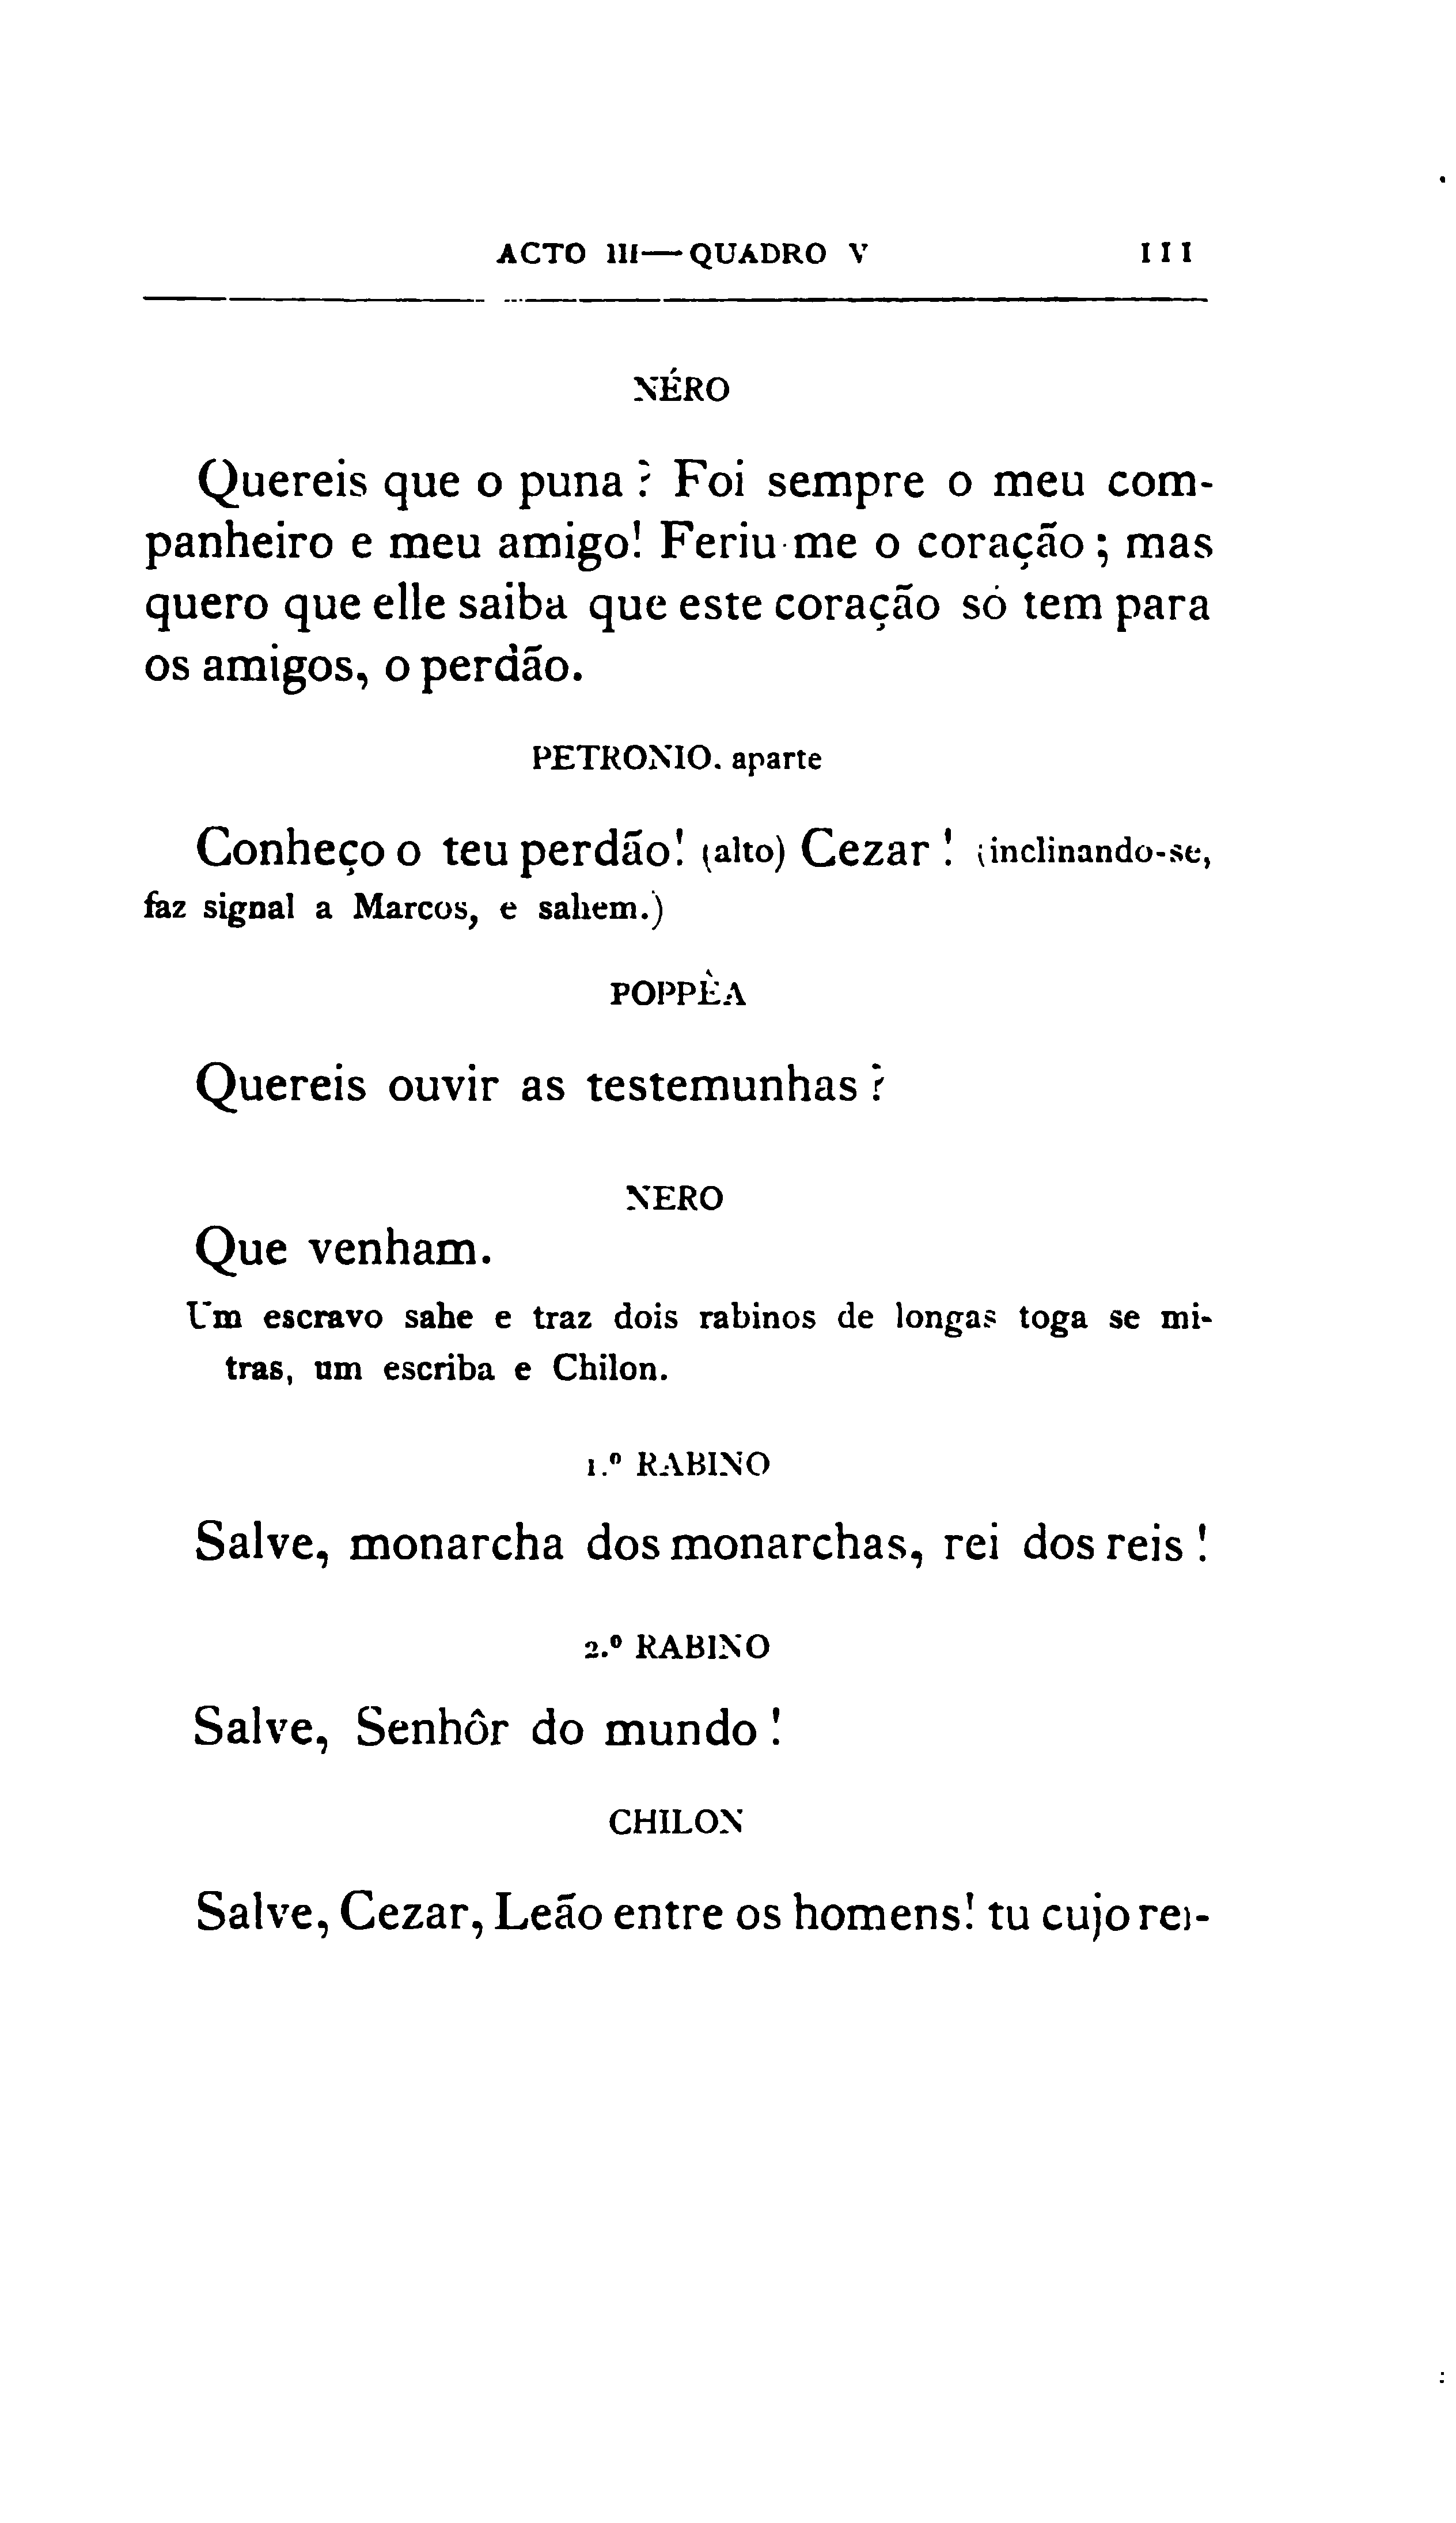 ACTO III—QUADRO V 111
NÉRO
Quereis que o puna? Foi sempre o meu com-
panheiro e meu amigo! Feriu-me o coração; mas
quero que elle saiba que este coração só tem para
os amigos, o perdão.
PETRONIO. aparte
Conheço o teu perdão! (alto) Cezar! (inclinando-se,
faz signal a Marcos, e sahem.)
POPPÈA
Quereis ouvir as testemunhas?
NERO
Que venham.
Um escravo sahe e traz dois rabinos de longas toga se mi-
tras, um escriba e Chilon.
1.º RABINO
Salve, monarcha dos monarchas, rei dos reis!
2.º RABINO
Salve, Senhôr do mundo!
CHILON
Salve, Cezar, Leão entre os homens! tu cujo rei-